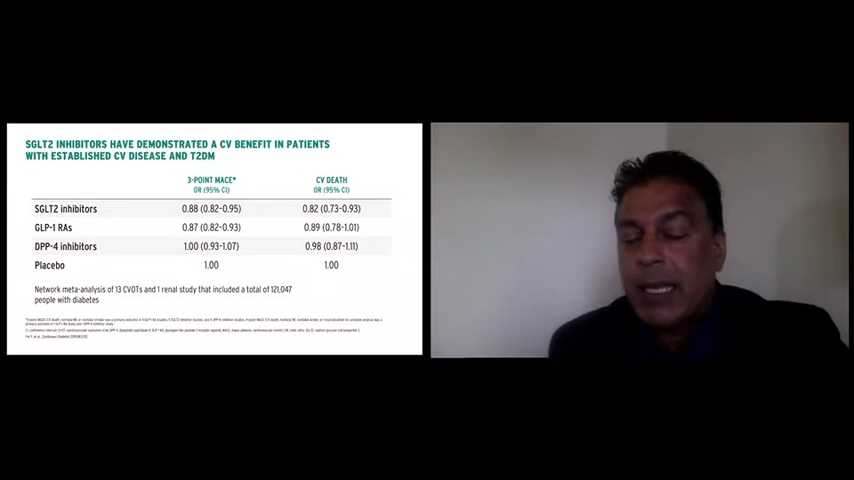 SGLT2 INHIBITORS HAVE DEMONSTRATED A CV BENEFIT IN PATIENTS
WITH ESTABLISHED CV DISEASE AND T2DM
3-POINT MACE* CV DEATH
OR (95% CI) OR (95% CI)
SGLT2 inhibitors 0.88 (0.82-0.95) 0.82 (0.73-0.93)
GLP-1 RAs 0.87 (0.82-0.93) 0.89 (0.78-1.01)
DPP-4 inhibitors 1.00 (0.93-1.07) 0.98 (0.87-1.11)
Placebo 1.00 1.00
Network meta-analysis of 13 CVOTs and 1 renal study that included a total of 121,047
people with diabetes